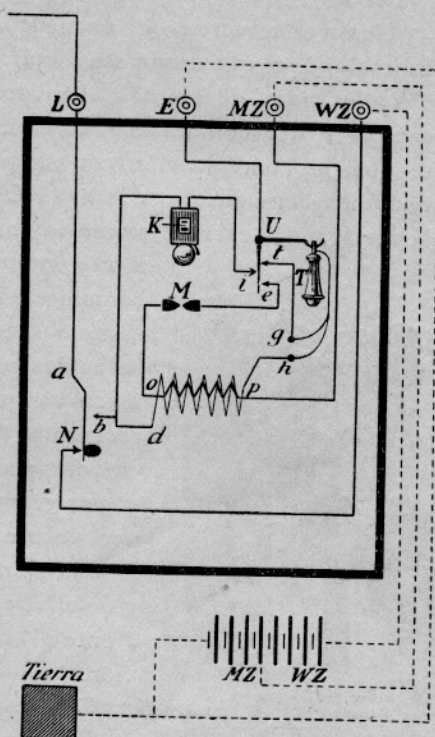 L E MZ WZ
K U
t T
M i e
g
a h
o p
N b d
MZ WZ
Tierra